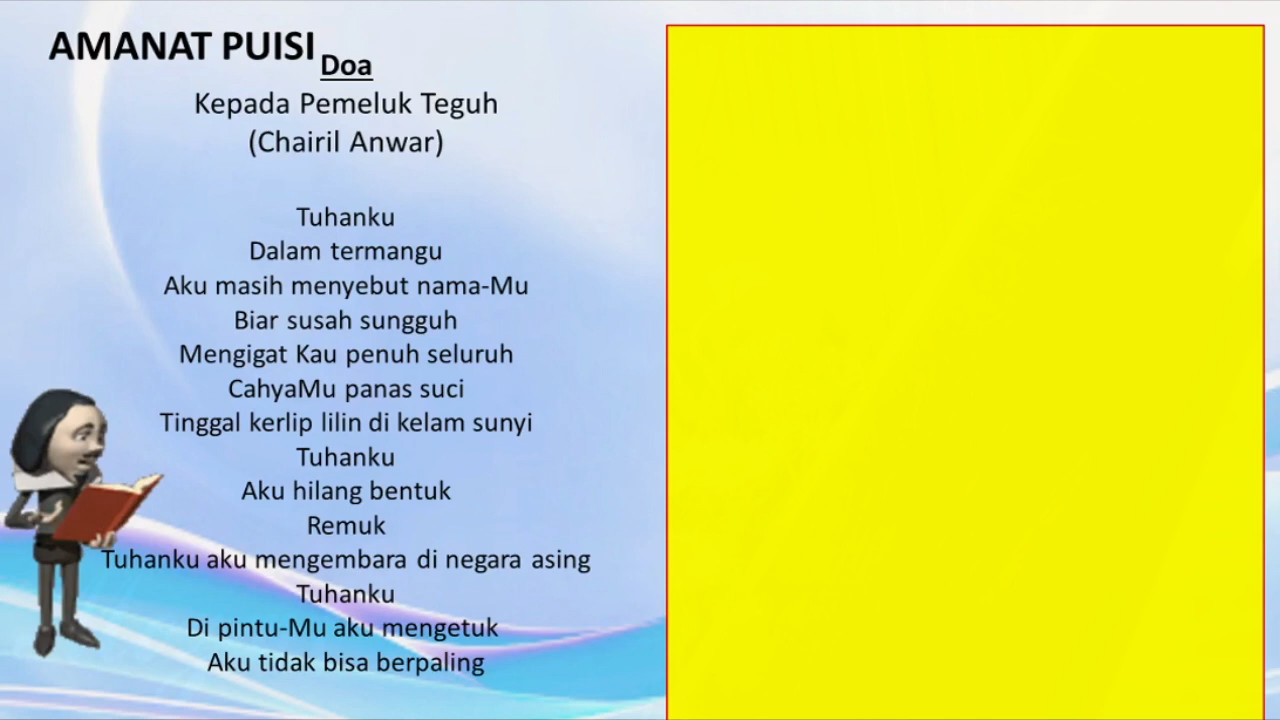 AMANAT PUISI
Doa
Kepada Pemeluk Teguh
(Chairil Anwar)
Tuhanku
Dalam termangu
Aku masih menyebut nama-Mu
Biar susah sungguh
Mengigat Kau penuh seluruh
CahyaMu panas suci
Tinggal kerlip lilin di kelam sunyi
Tuhanku
Aku hilang bentuk
Remuk
Tuhanku aku mengembara di negara asing
Tuhanku
Di pintu-Mu aku mengetuk
Aku tidak bisa berpaling